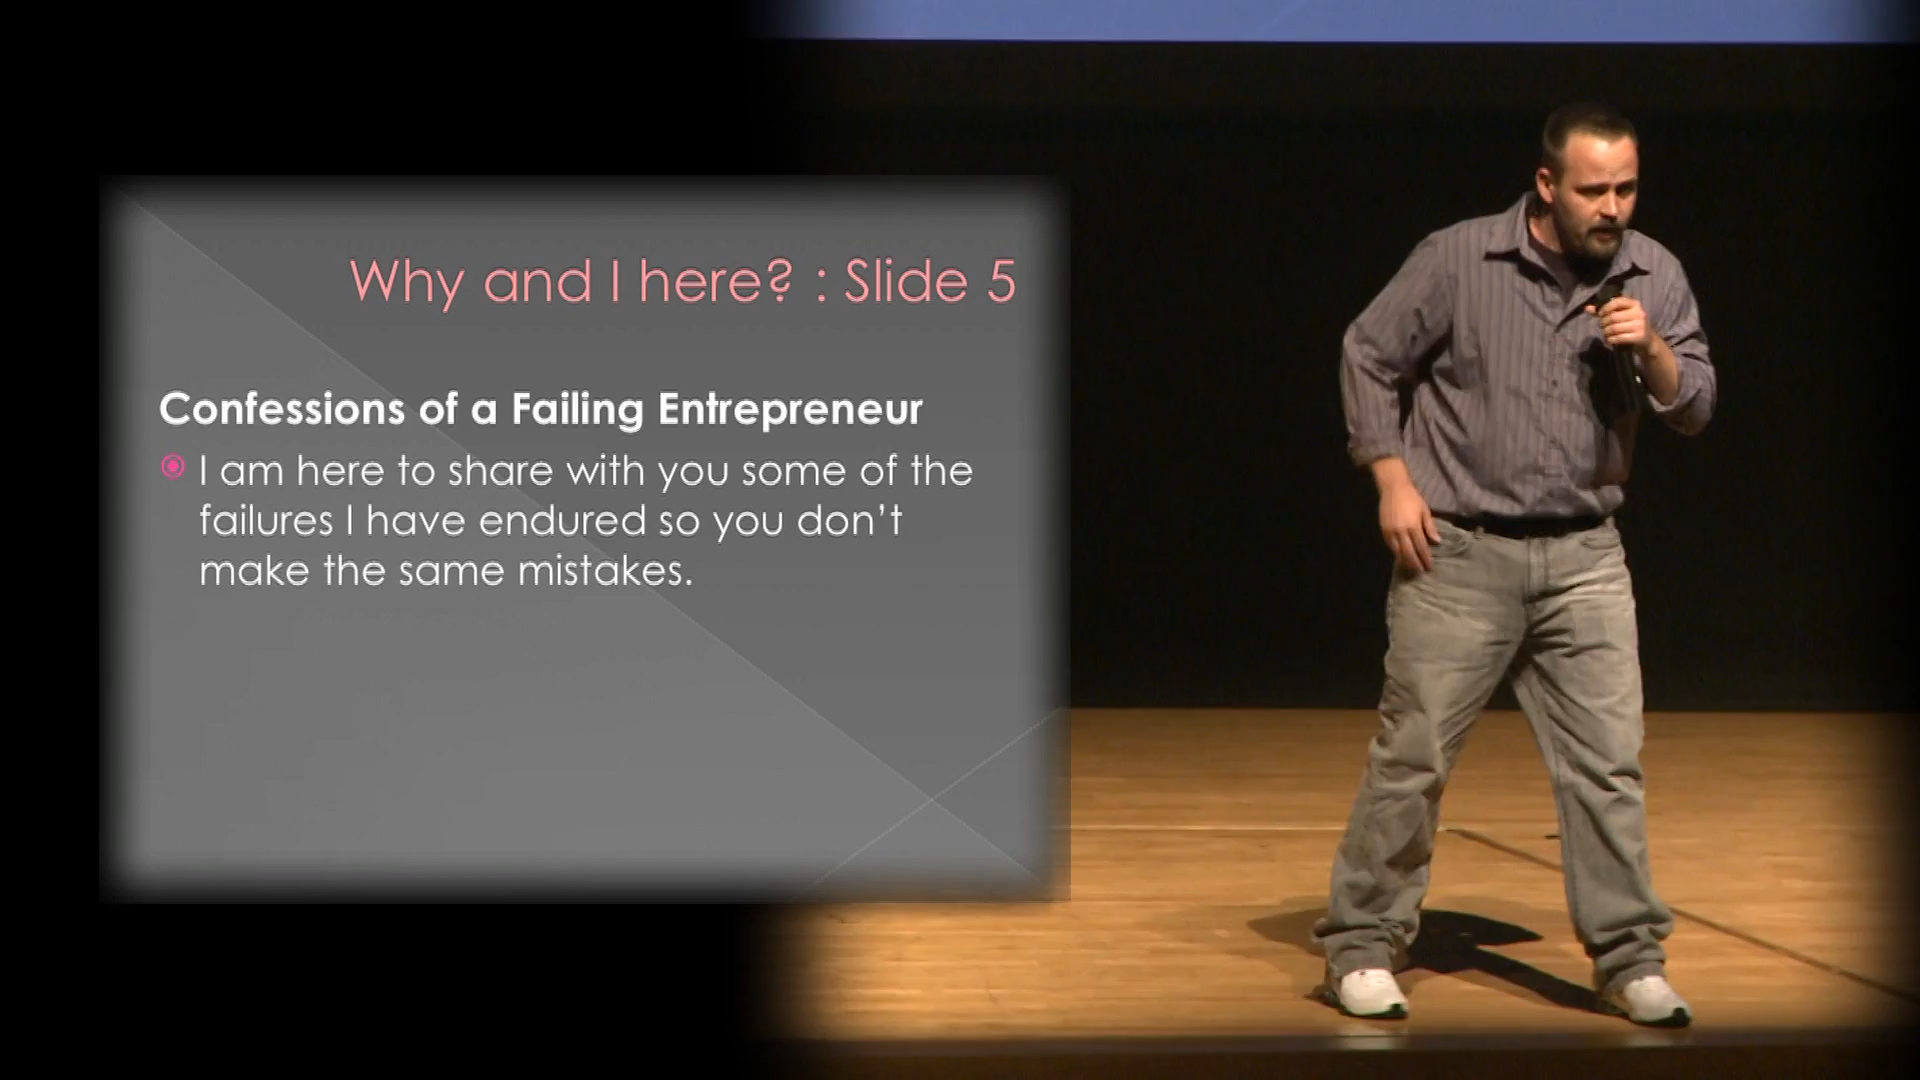 Why and I here? : Slide 5
Confessions of a Failing Entrepreneur
I am here to share with you some of the
failures I have endured so you don’t
make the same mistakes.